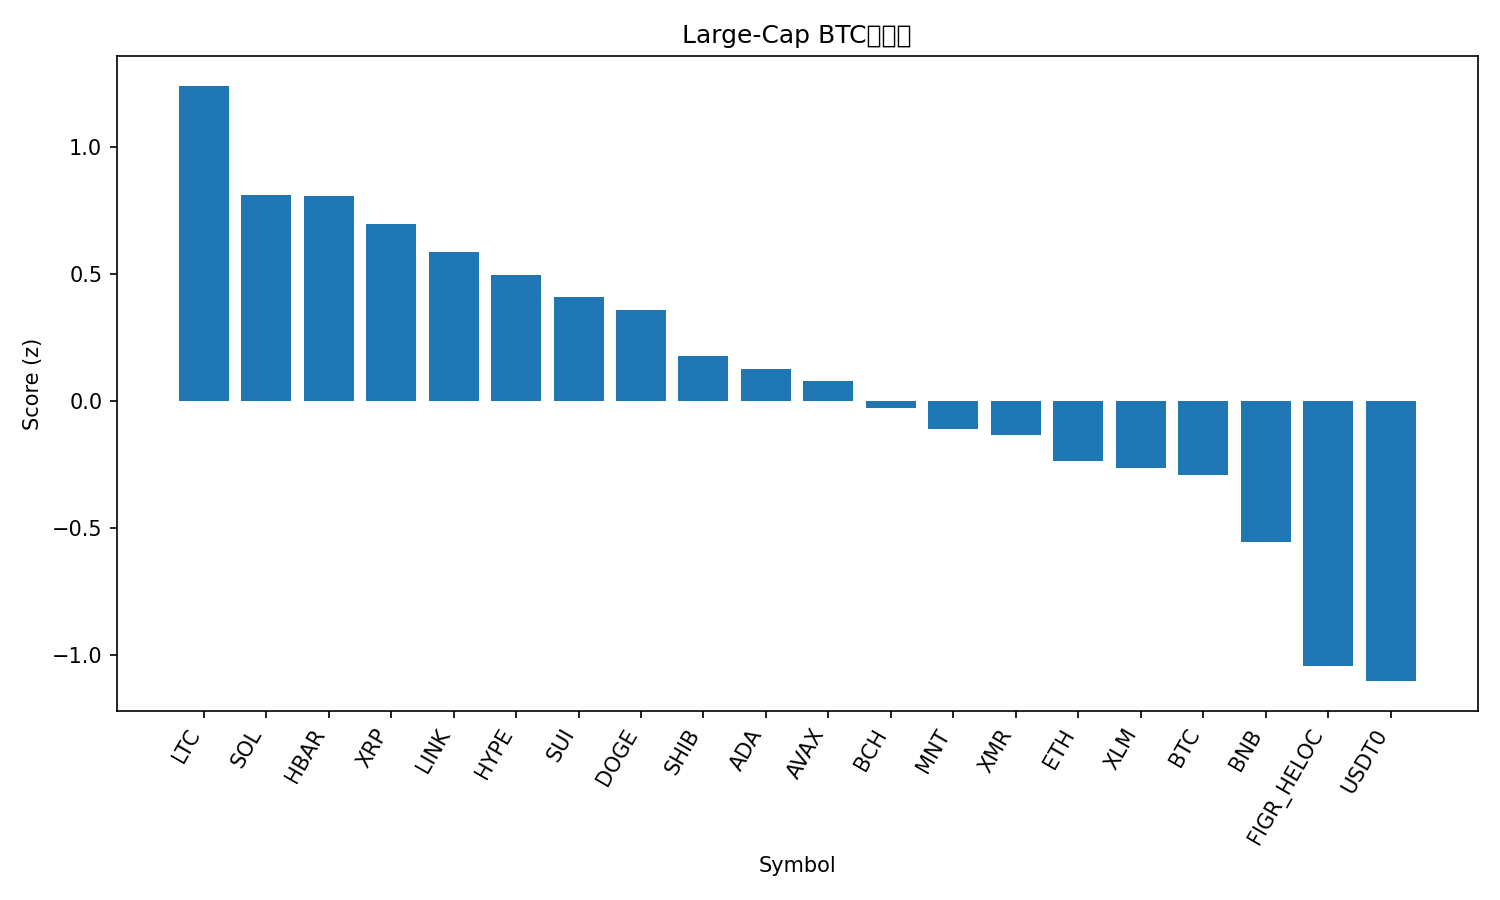 Large-Cap BTC
Score (z)
1.0
0.5
0.0
−0.5
−1.0
LTC
SOL
HBAR
XRP
LINK
HYPE
SUI
DOGE
SHIB
ADA
AVAX
BCH
MNT
XMR
ETH
XLM
BTC
BNB
FIGR_HELOC
USDT0
Symbol